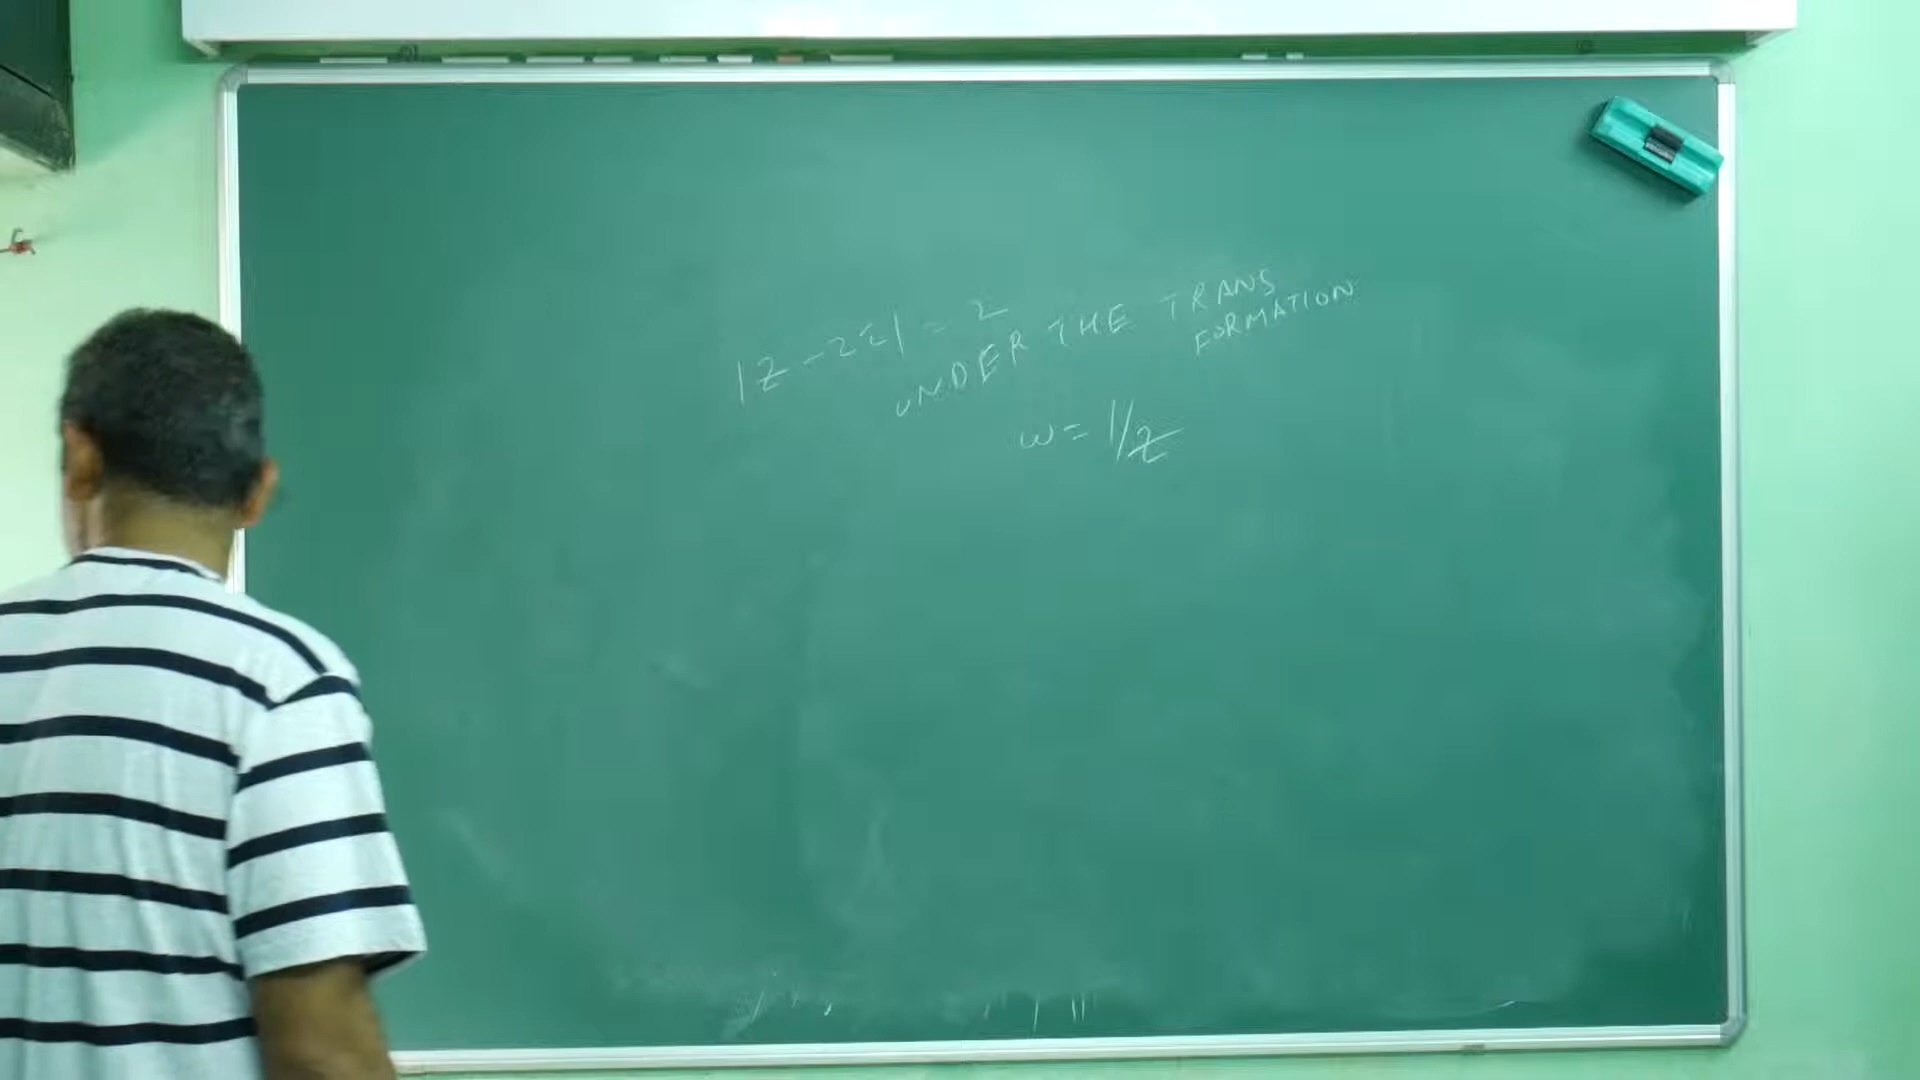 |z - 2i| = 2
UNDER THE TRANS
FORMATION
w = 1/z